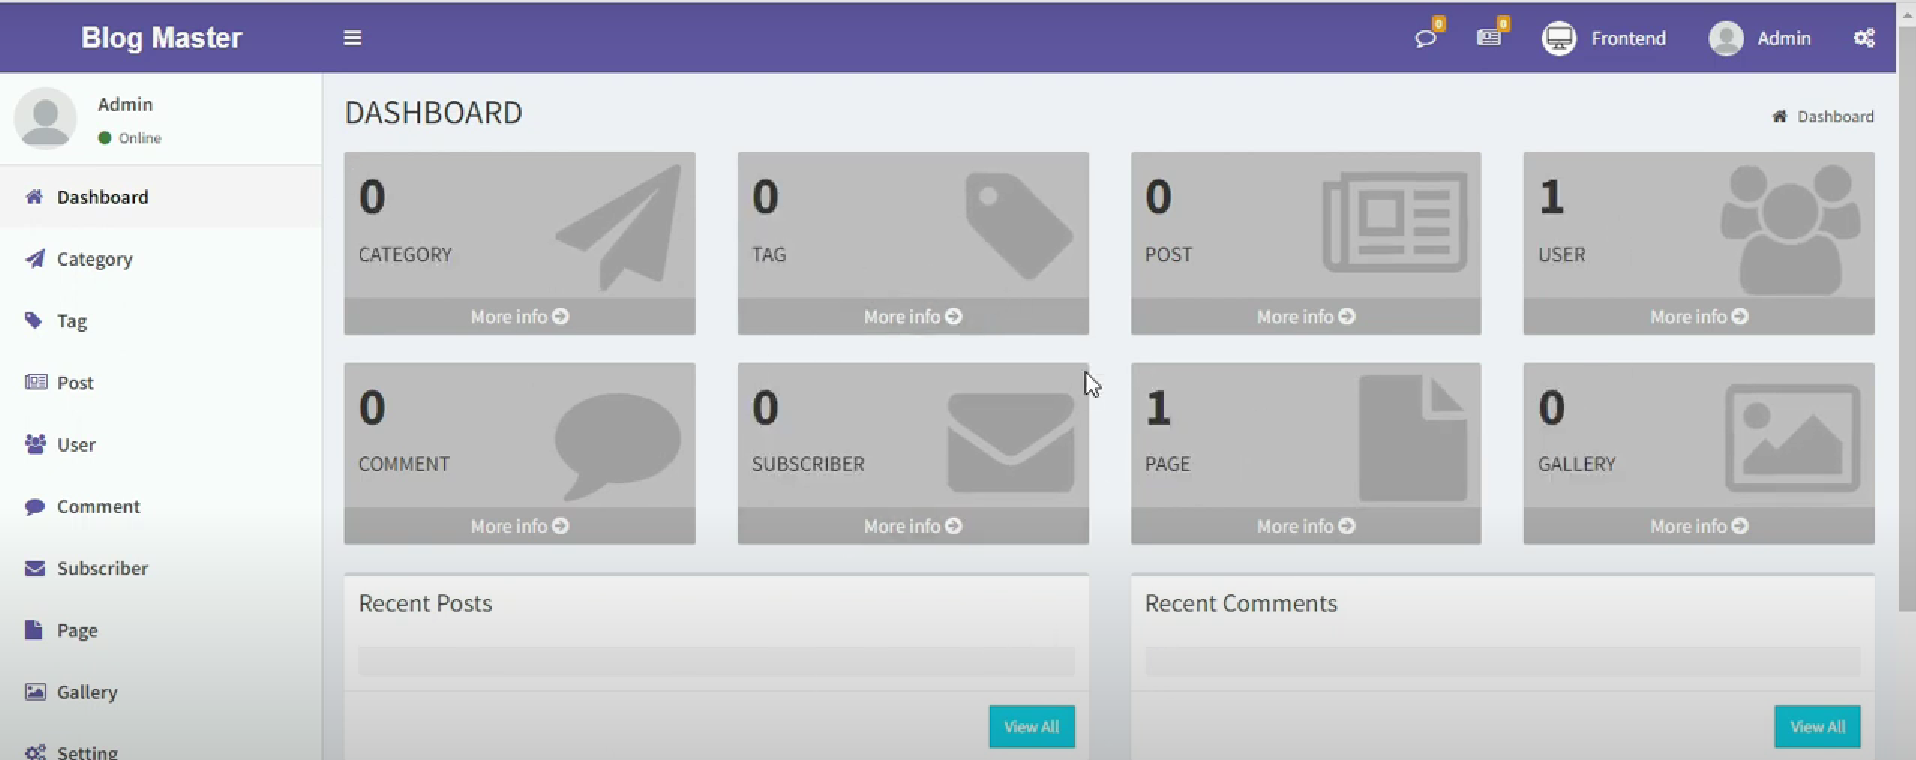 Blog Master
0
0
Frontend
Admin
Admin
Online
Dashboard
Category
Tag
Post
User
Comment
Subscriber
Page
Gallery
Setting
DASHBOARD
Dashboard
0
CATEGORY
More info
0
TAG
More info
0
POST
More info
1
USER
More info
0
COMMENT
More info
0
SUBSCRIBER
More info
1
PAGE
More info
0
GALLERY
More info
Recent Posts
View All
Recent Comments
View All